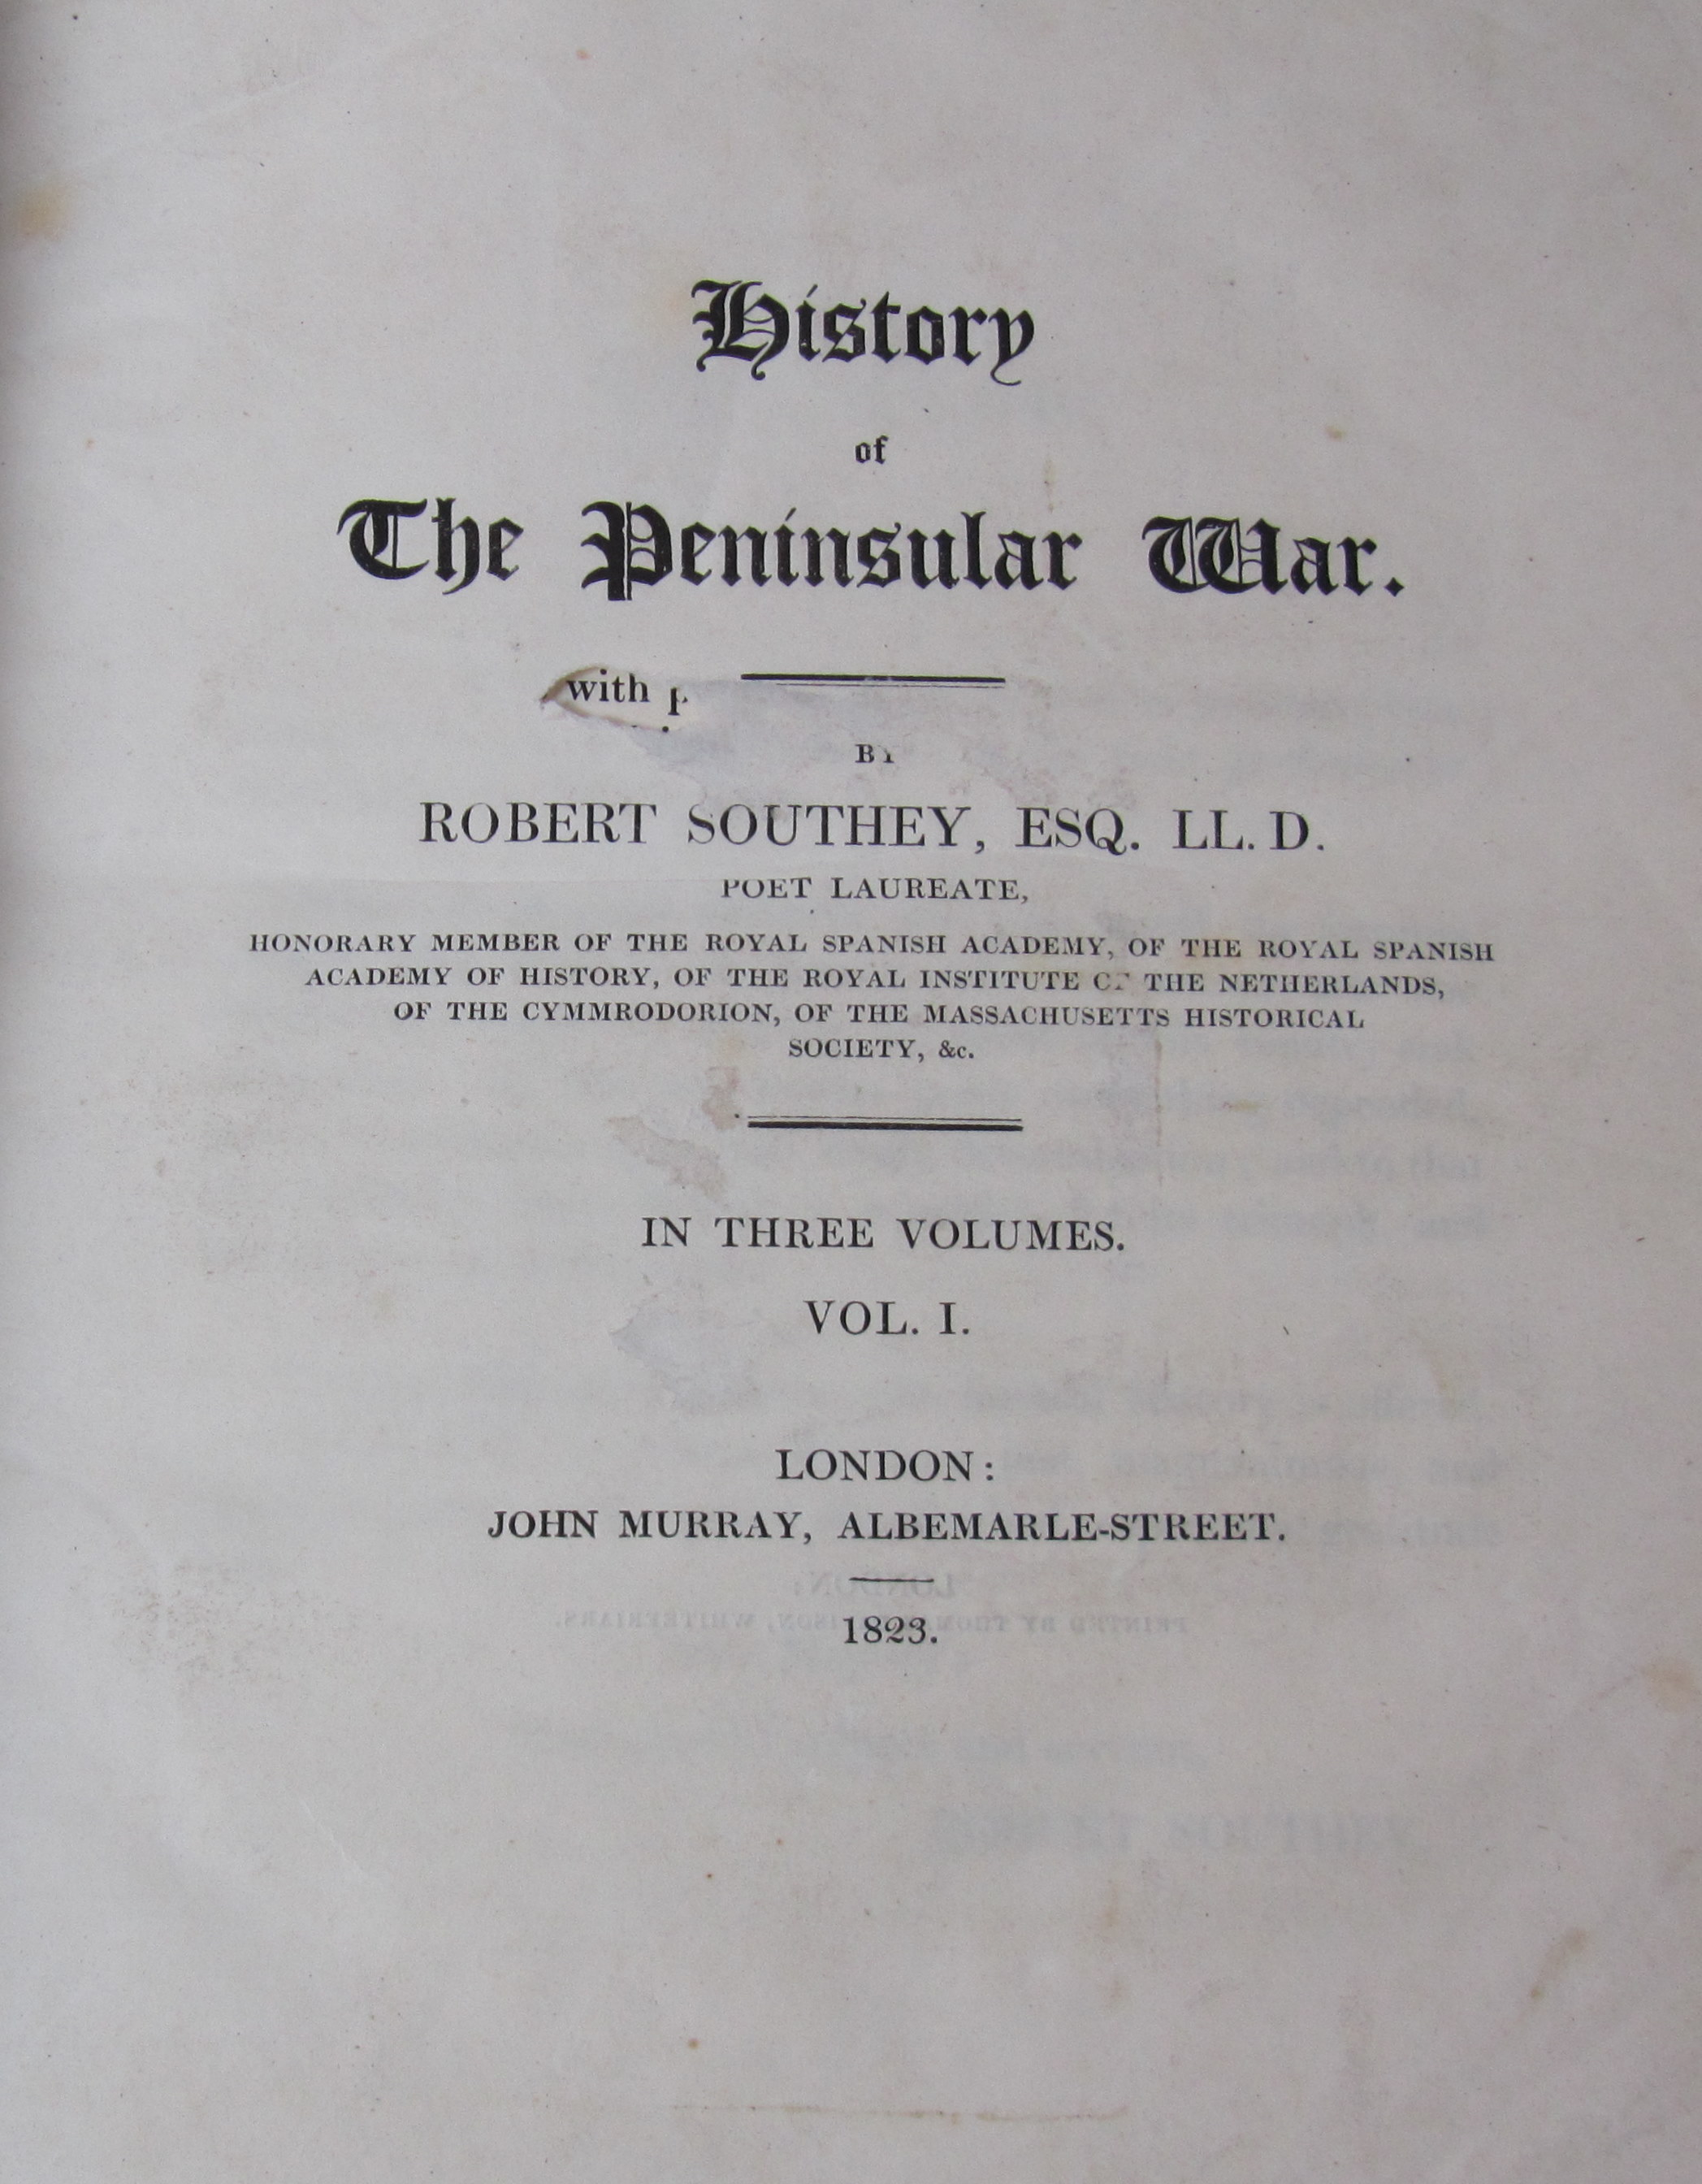 History
of
The Peninsular War.
with
BY
ROBERT SOUTHEY, ESQ. LL. D.
POET LAUREATE,
HONORARY MEMBER OF THE ROYAL SPANISH ACADEMY, OF THE ROYAL SPANISH
ACADEMY OF HISTORY, OF THE ROYAL INSTITUTE OF THE NETHERLANDS,
OF THE CYMMRODORION, OF THE MASSACHUSETTS HISTORICAL
SOCIETY, &c.
IN THREE VOLUMES.
VOL. I.
LONDON:
JOHN MURRAY, ALBEMARLE-STREET.
1823.